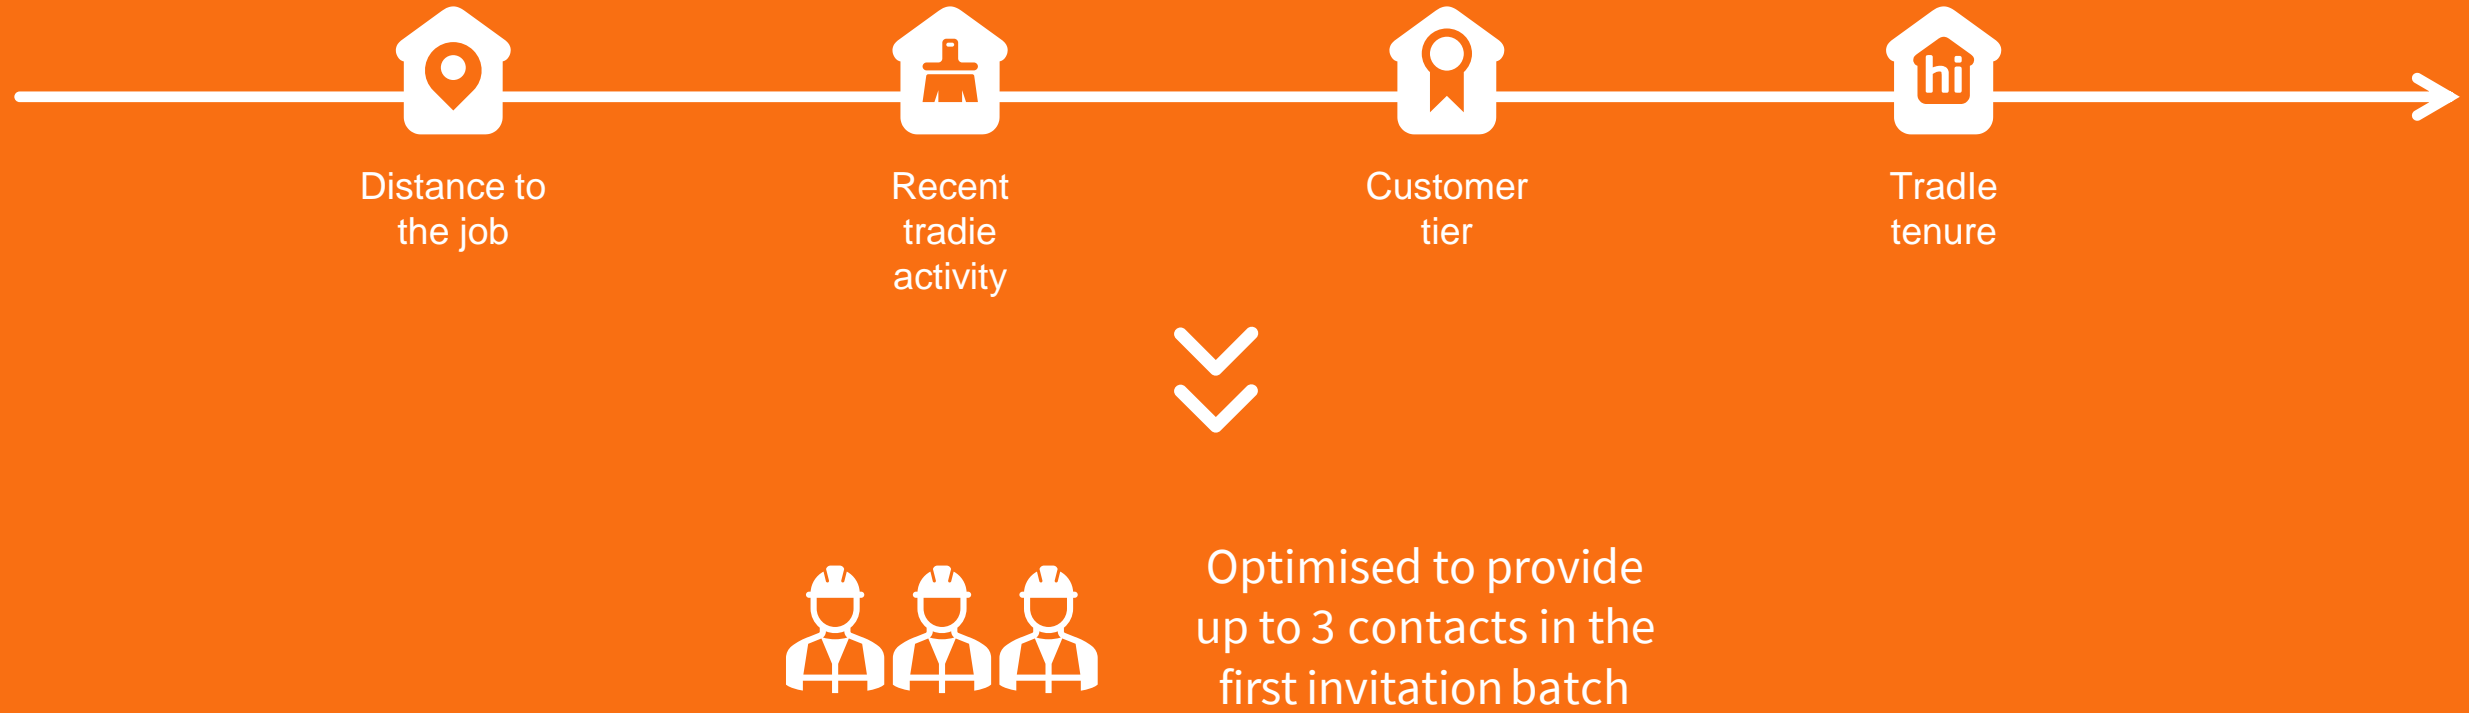 hi
Distance to
the job
Recent
tradie
activity
Customer
tier
Tradle
tenure
Optimised to provide
up to 3 contacts in the
first invitation batch